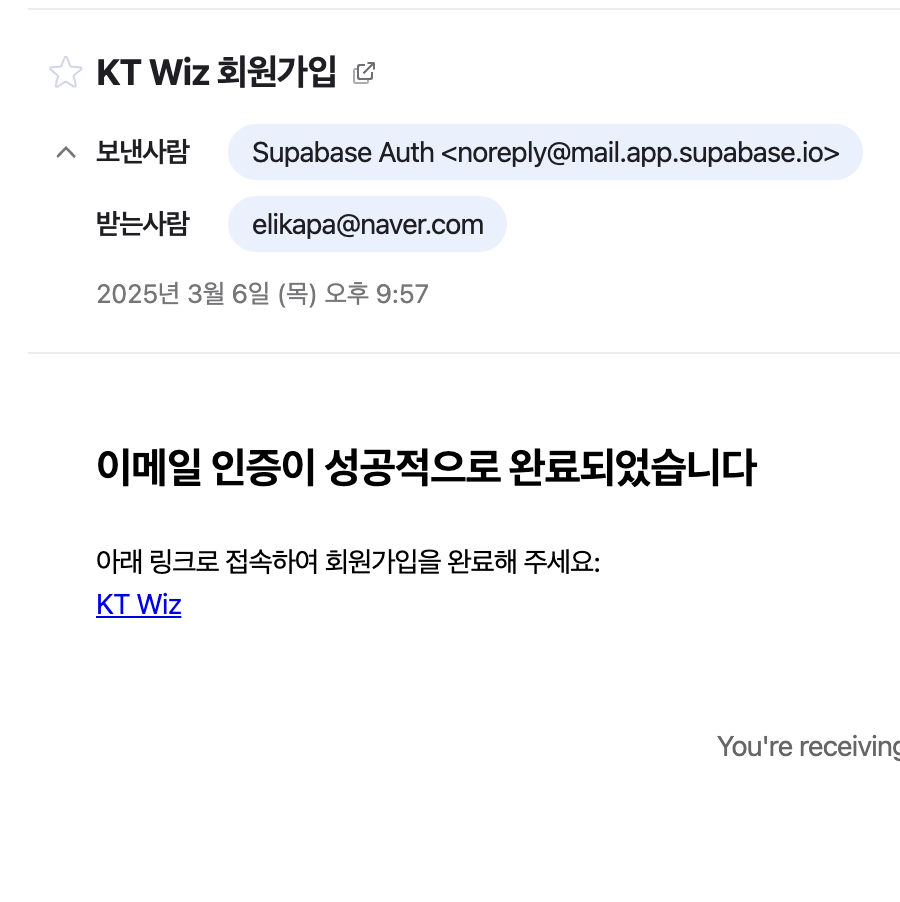 KT Wiz 회원가입
보낸사람 Supabase Auth <noreply@mail.app.supabase.io>
받는사람 elikapa@naver.com
2025년 3월 6일 (목) 오후 9:57
이메일 인증이 성공적으로 완료되었습니다
아래 링크로 접속하여 회원가입을 완료해 주세요:
KT Wiz
You're receiving